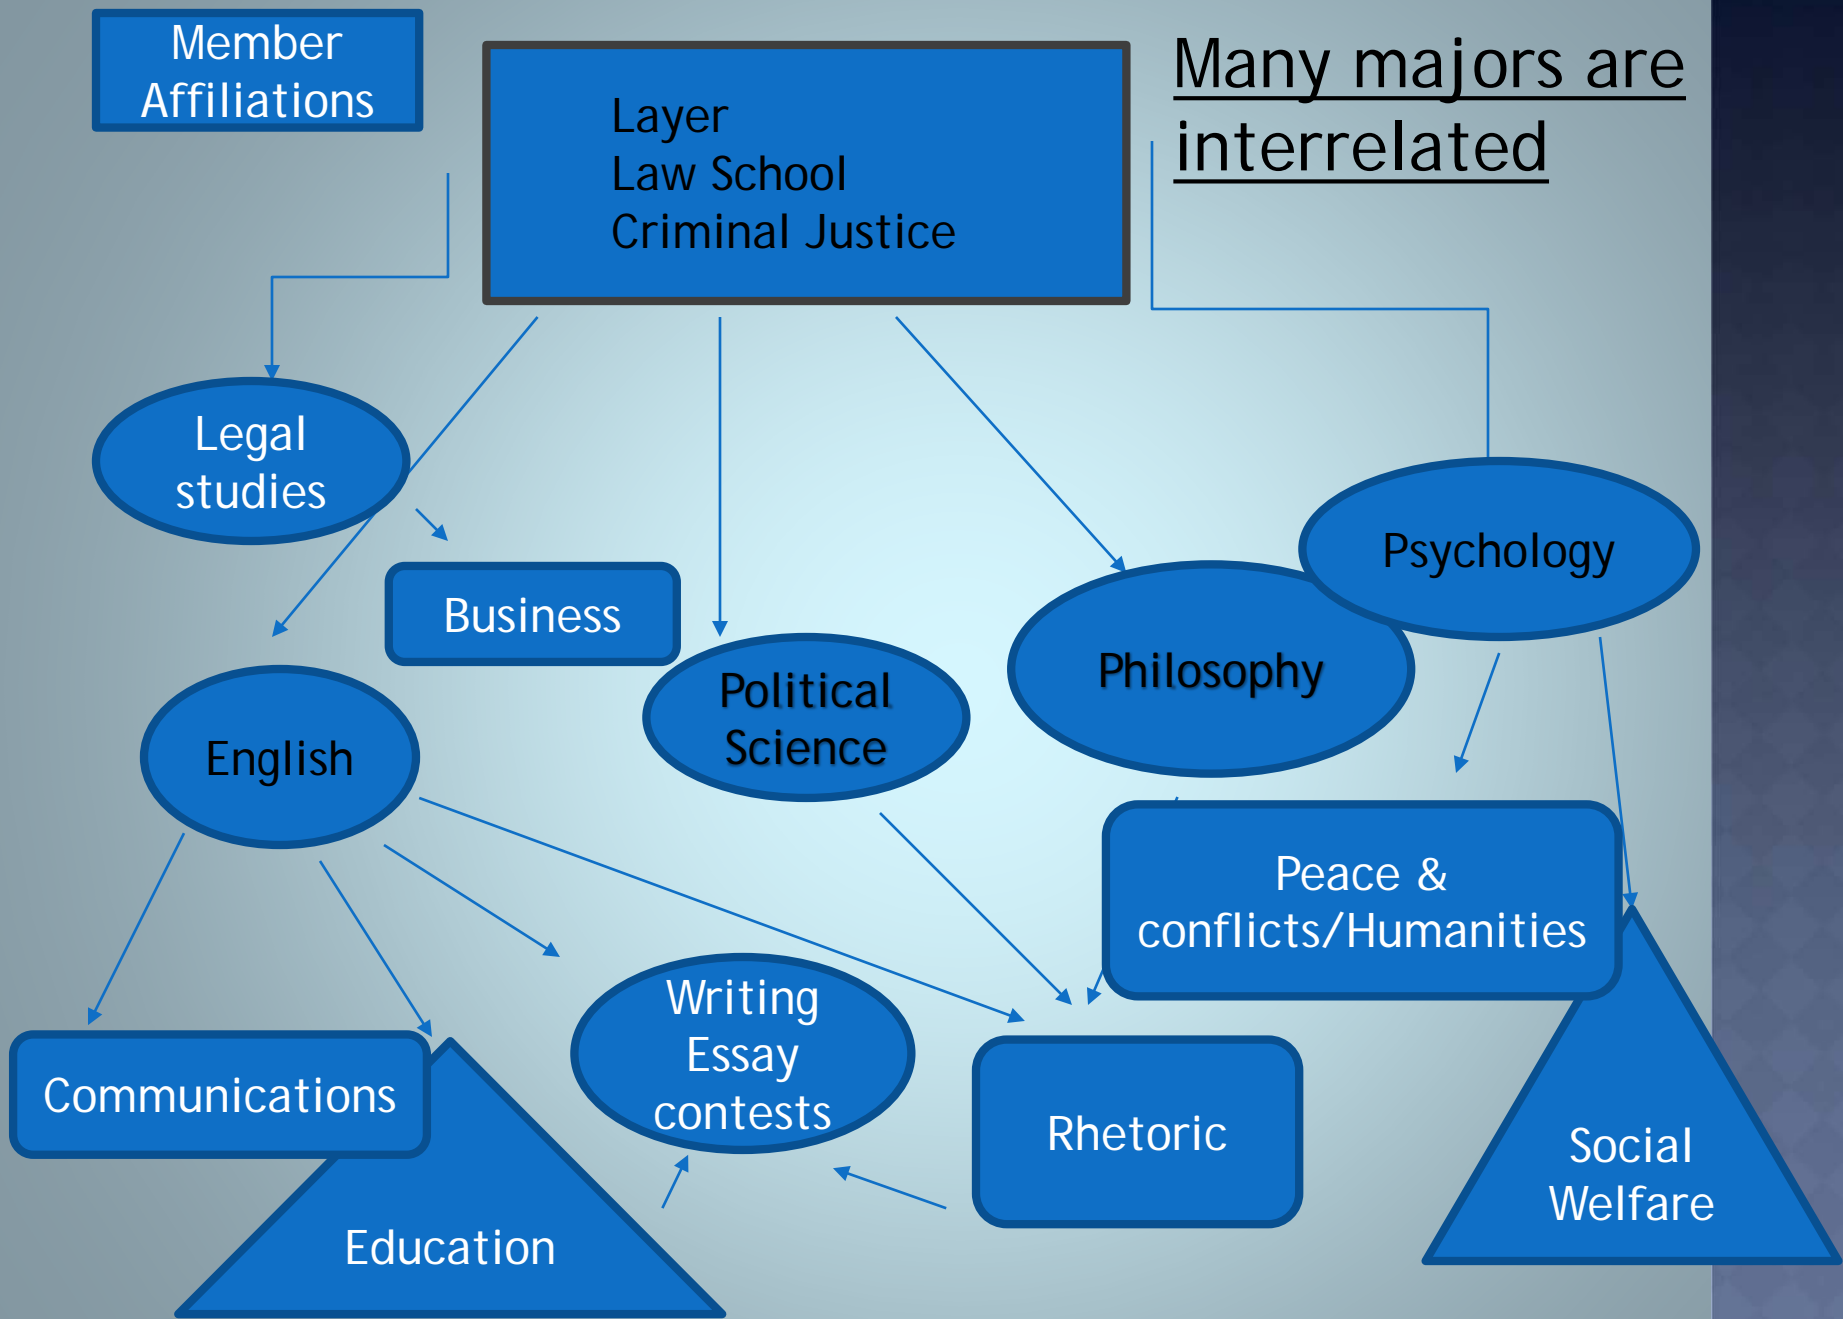 Member
Affiliations
Layer
Law School
Criminal Justice
Many majors are
interrelated
Legal
studies
Business
Political
Science
Philosophy
Psychology
English
Peace &
conflicts/Humanities
Communications
Writing
Essay
contests
Rhetoric
Education
Social
Welfare